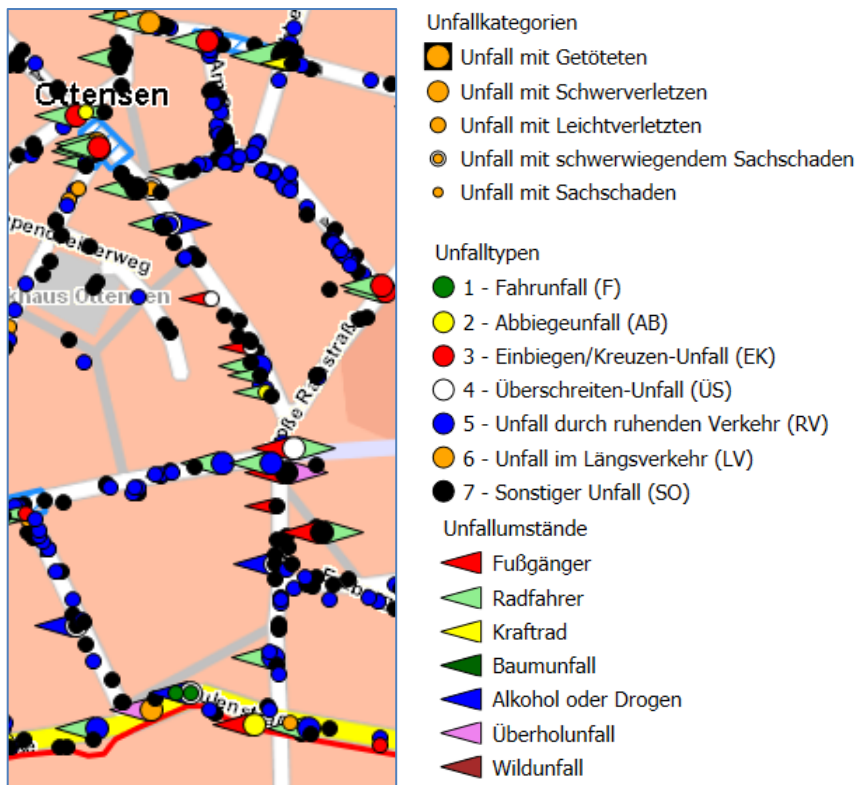 Ottensen
ependreierweg
khaus Ottensen
Unfallkategorien
Unfall mit Getöteten
Unfall mit Schwerverletzen
Unfall mit Leichtverletzten
Unfall mit schwerwiegendem Sachschaden
Unfall mit Sachschaden
Unfalltypen
1 - Fahrunfall (F)
2 - Abbiegeunfall (AB)
3 - Einbiegen/Kreuzen-Unfall (EK)
4 - Überschreiten-Unfall (ÜS)
5 - Unfall durch ruhenden Verkehr (RV)
6 - Unfall im Längsverkehr (LV)
7 - Sonstiger Unfall (SO)
Unfallumstände
Fußgänger
Radfahrer
Kraftrad
Baumunfall
Alkohol oder Drogen
Überholunfall
Wildunfall